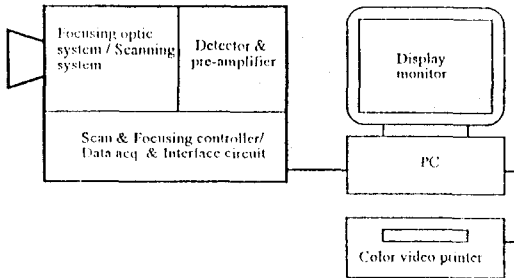 Focusing optic
system / Scanning
system
Detector &
pre-amplifier
Scan & Focusing controller/
Data acq. & Interface circuit
Display
monitor
PC
Color video printer